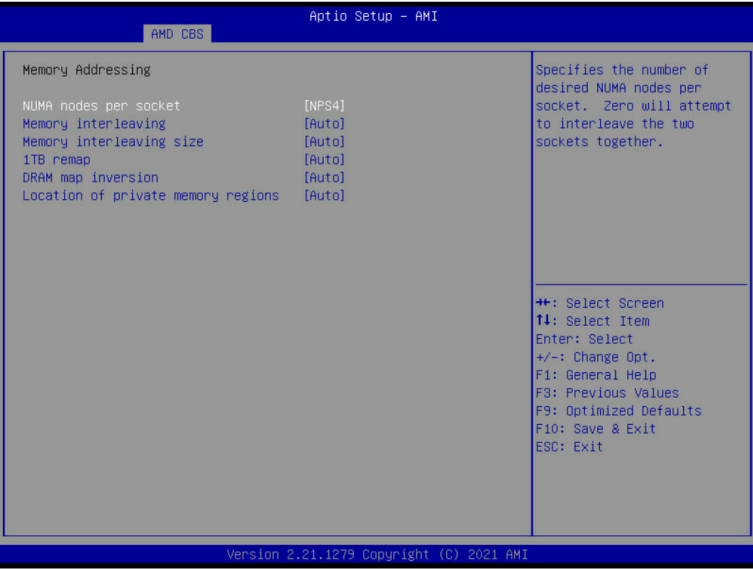 Aptio Setup – AMI
AMD CBS
Memory Addressing
NUMA nodes per socket [NPS4]
Memory interleaving [Auto]
Memory interleaving size [Auto]
1TB remap [Auto]
DRAM map inversion [Auto]
Location of private memory regions [Auto]
Specifies the number of
desired NUMA nodes per
socket.  Zero will attempt
to interleave the two
sockets together.
→←: Select Screen
↑↓: Select Item
Enter: Select
+/-: Change Opt.
F1: General Help
F3: Previous Values
F9: Optimized Defaults
F10: Save & Exit
ESC: Exit
Version 2.21.1279 Copyright (C) 2021 AMI